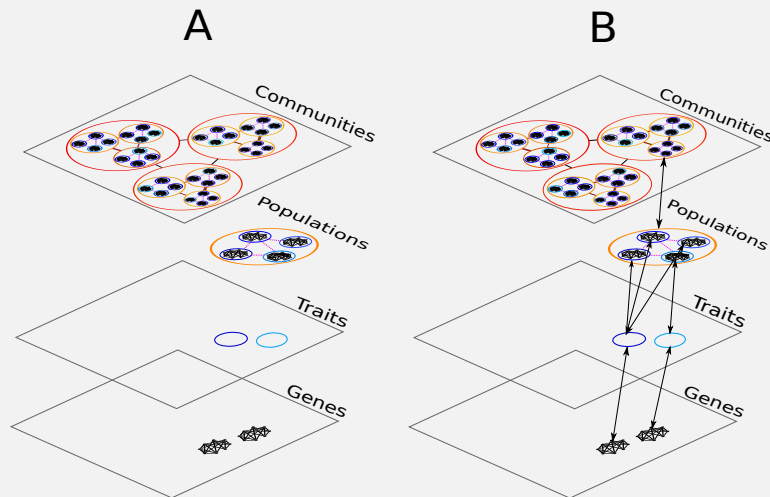 A
B
Communities
Communities
Populations
Populations
Traits
Traits
Genes
Genes